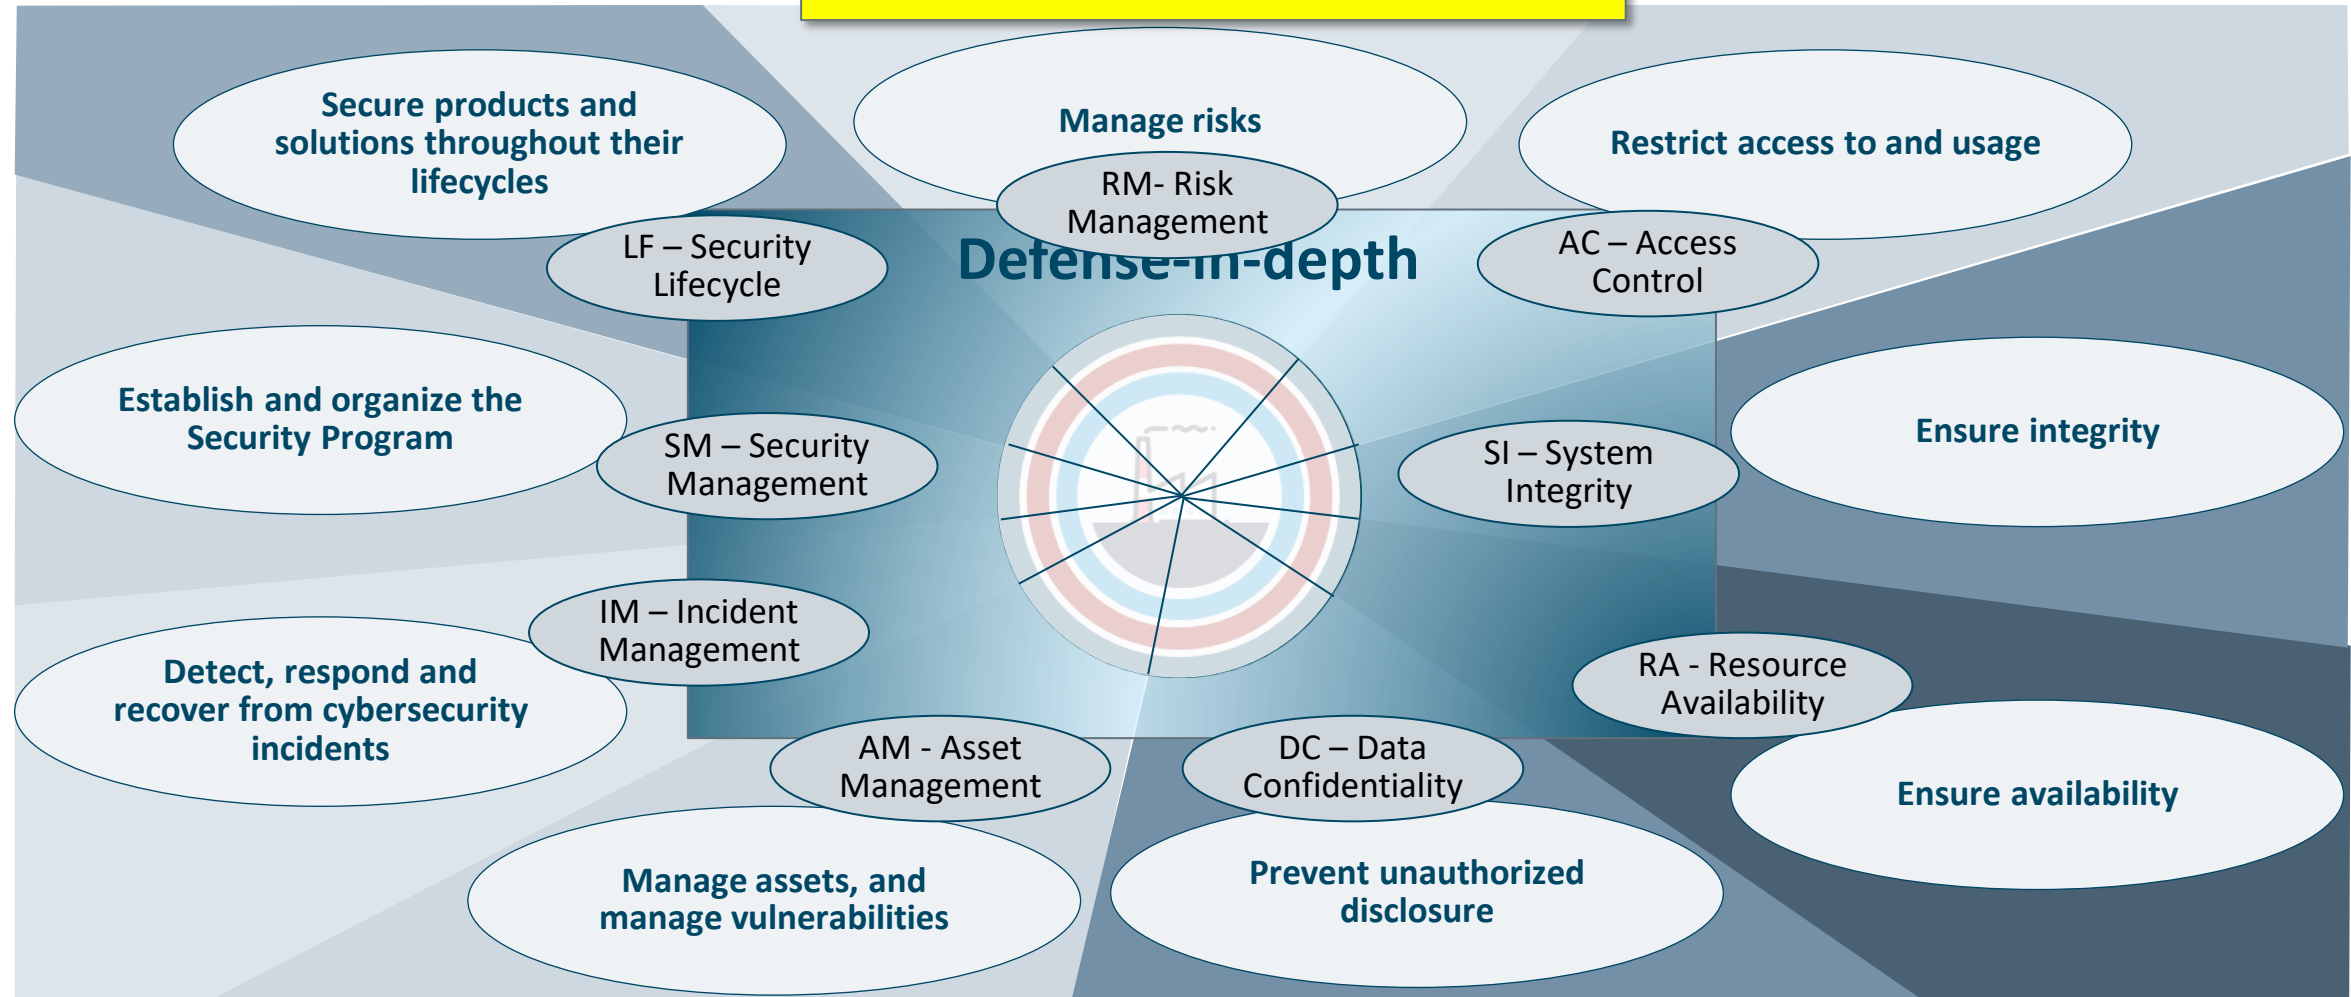 Secure products and
solutions throughout their
lifecycles
Manage risks
Restrict access to and usage
RM- Risk
Management
LF – Security
Lifecycle
Defense-in-depth
AC – Access
Control
Establish and organize the
Security Program
SM – Security
Management
Ensure integrity
SI – System
Integrity
IM – Incident
Management
Detect, respond and
recover from cybersecurity
incidents
RA - Resource
Availability
AM - Asset
Management
DC – Data
Confidentiality
Ensure availability
Manage assets, and
manage vulnerabilities
Prevent unauthorized
disclosure